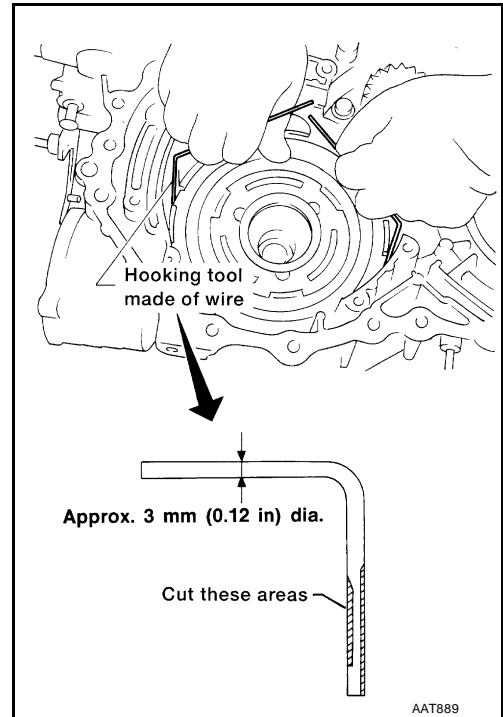 Hooking tool
made of wire
Approx. 3 mm (0.12 in) dia.
Cut these areas
AAT889